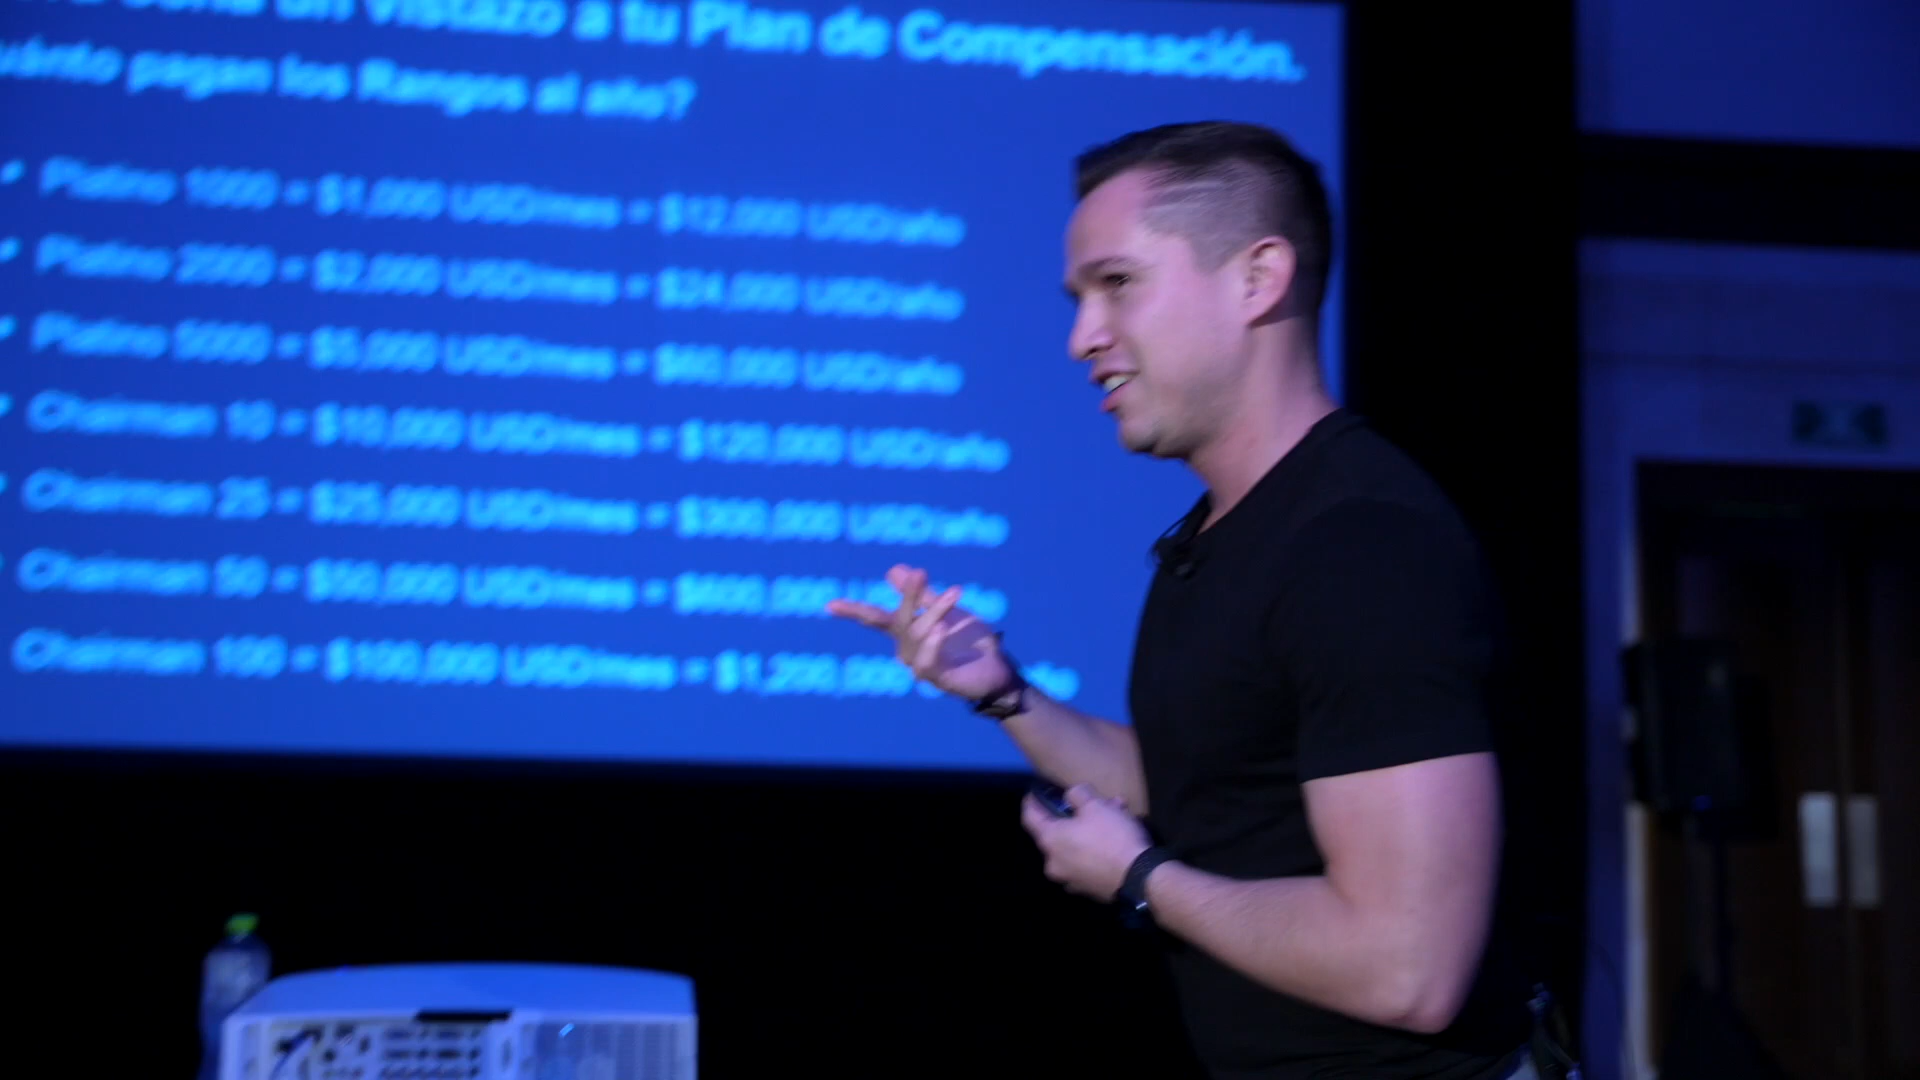 un vistazo a tu Plan de Compensación.
uánto pagan los Rangos al año?
Platino 1000 = $1,000 USD/mes = $12,000 USD/año
Platino 2000 = $2,000 USD/mes = $24,000 USD/año
Platino 5000 = $5,000 USD/mes = $60,000 USD/año
Chairman 10 = $10,000 USD/mes = $120,000 USD/año
Chairman 25 = $25,000 USD/mes = $300,000 USD/año
Chairman 50 = $50,000 USD/mes = $600,000 año
Chairman 100 = $100,000 USD/mes = $1,200,000